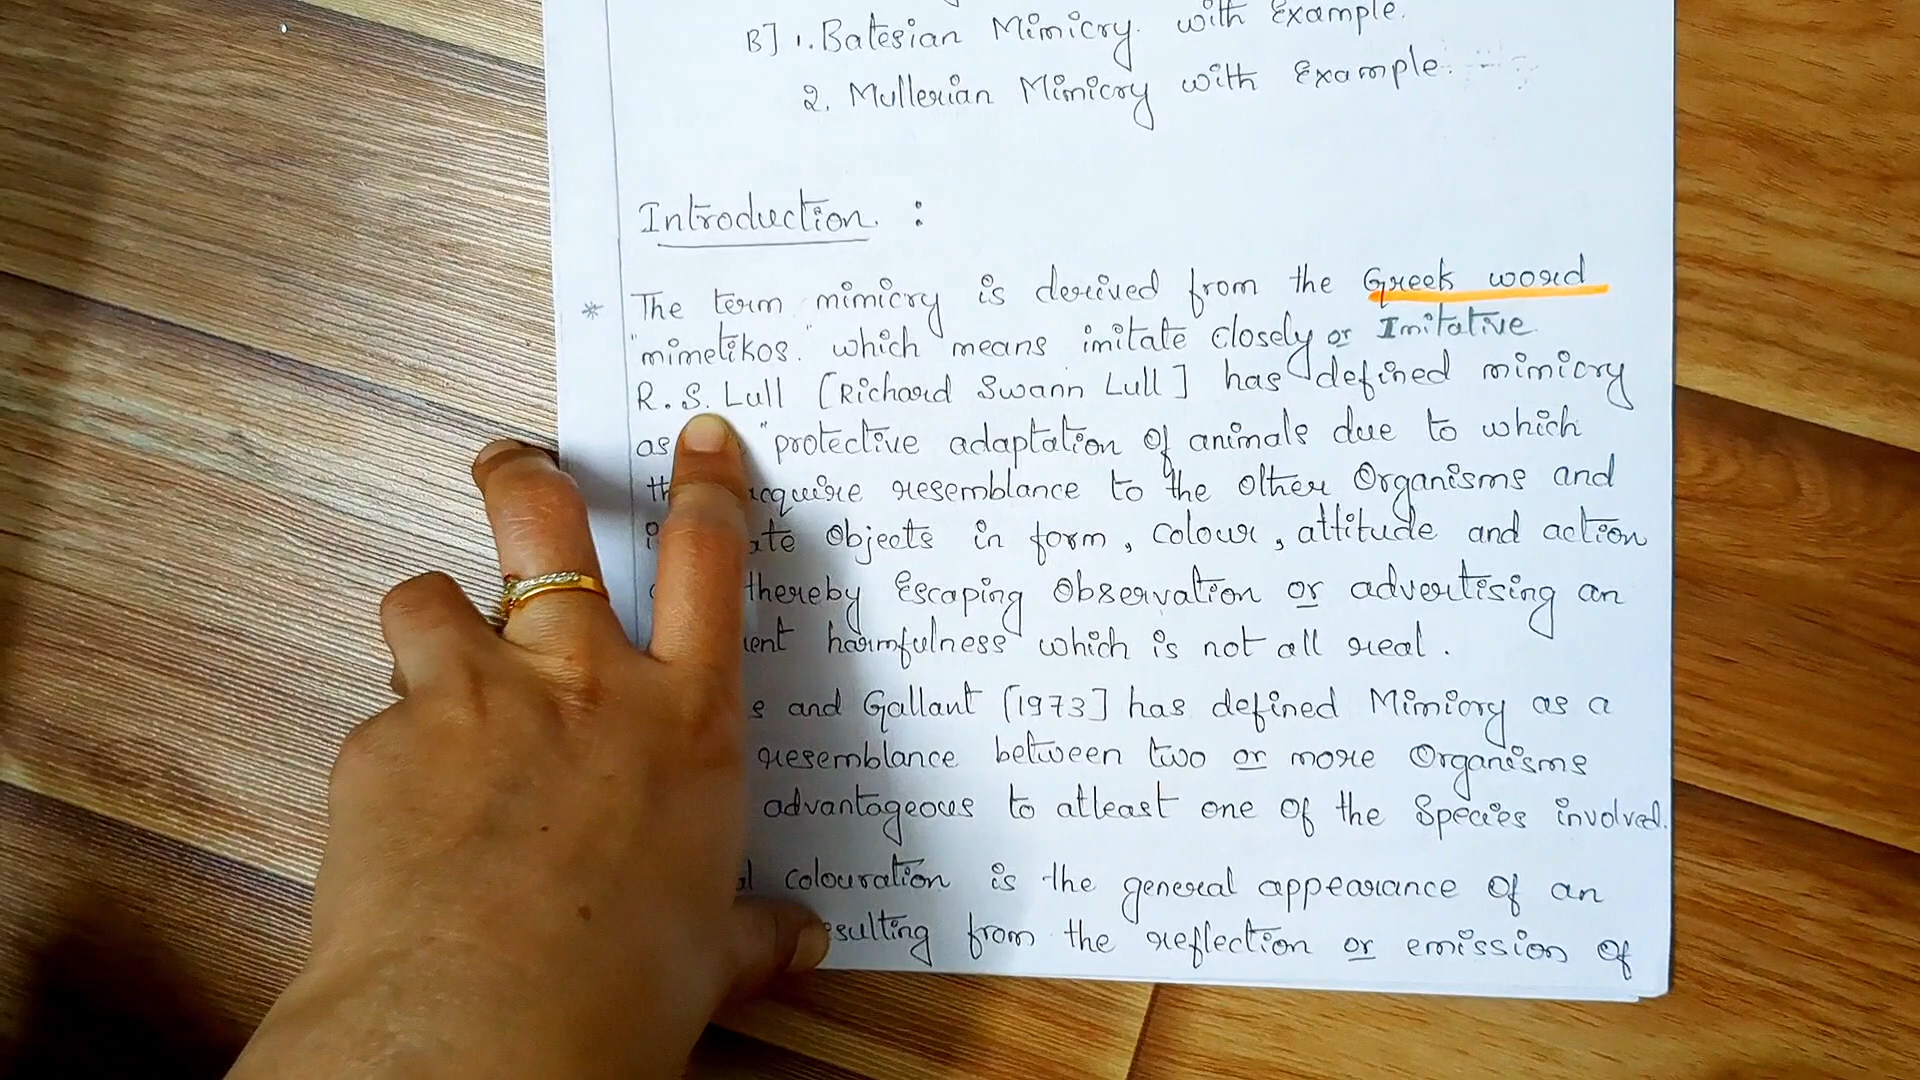 B] 1. Batesian Mimicry with Example.
2. Mullerian Mimicry with Example.
Introduction :
* The term mimicry is derived from the Greek word
"mimetikos." which means imitate closely or Imitative
R. S. Lull [Richard Swann Lull] has defined mimicry
as "protective adaptation of animals due to which
acquire resemblance to the other Organisms and
Objects in form, colour, attitude and action
thereby Escaping Observation or advertising an
harmfulness which is not all real.
and Gallant [1973] has defined Mimicry as a
resemblance between two or more Organisms
advantageous to atleast one of the Species involved.
colouration is the general appearance of an
from the reflection or emission of